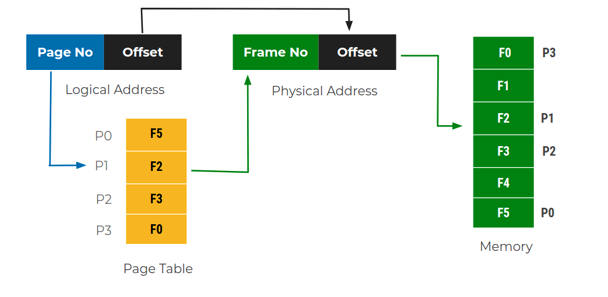 Page No Offset
Frame No Offset
Logical Address
Physical Address
P0 F5
P1 F2
P2 F3
P3 F0
Page Table
F0 P3
F1
F2 P1
F3 P2
F4
F5 P0
Memory